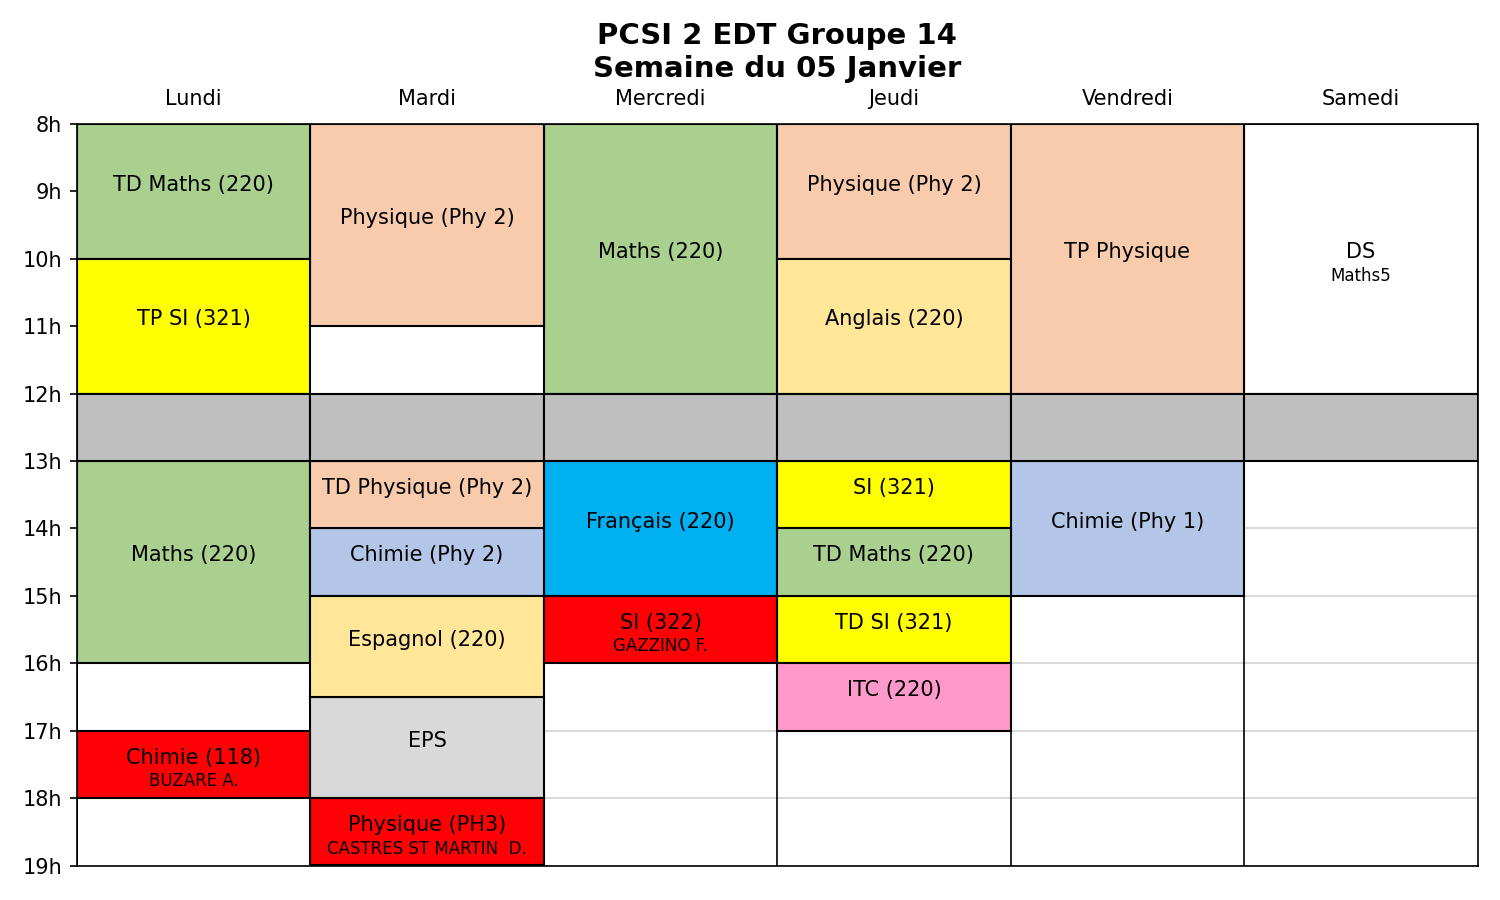 PCSI 2 EDT Groupe 14
Semaine du 05 Janvier
Lundi Mardi Mercredi Jeudi Vendredi Samedi
8h
9h
10h
11h
12h
13h
14h
15h
16h
17h
18h
19h
TD Maths (220)
TP SI (321)
Maths (220)
Chimie (118)
BUZARE A.
Physique (Phy 2)
TD Physique (Phy 2)
Chimie (Phy 2)
Espagnol (220)
EPS
Physique (PH3)
CASTRES ST MARTIN  D.
Maths (220)
Français (220)
SI (322)
GAZZINO F.
Physique (Phy 2)
Anglais (220)
SI (321)
TD Maths (220)
TD SI (321)
ITC (220)
TP Physique
Chimie (Phy 1)
DS
Maths5